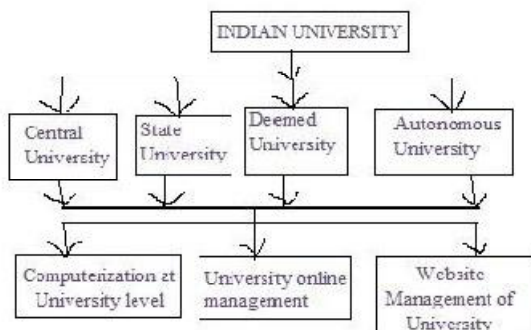 INDIAN UNIVERSITY
Central
University
State
University
Deemed
University
Autonomous
University
Computerization at
University level
University online
management
Website
Management of
University